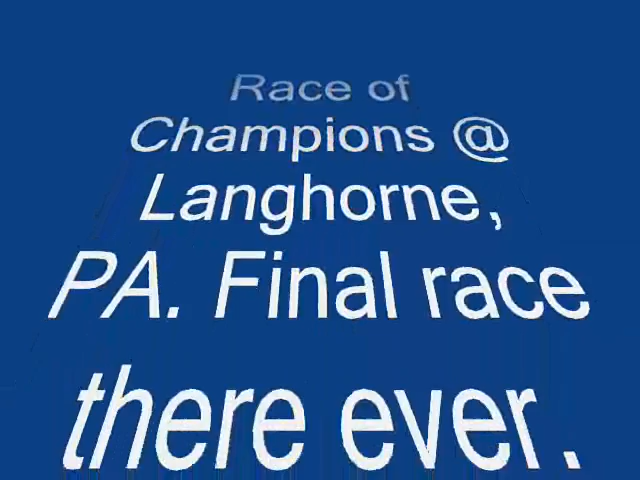 Race of
Champions @
Langhorne,
PA. Final race
there ever.